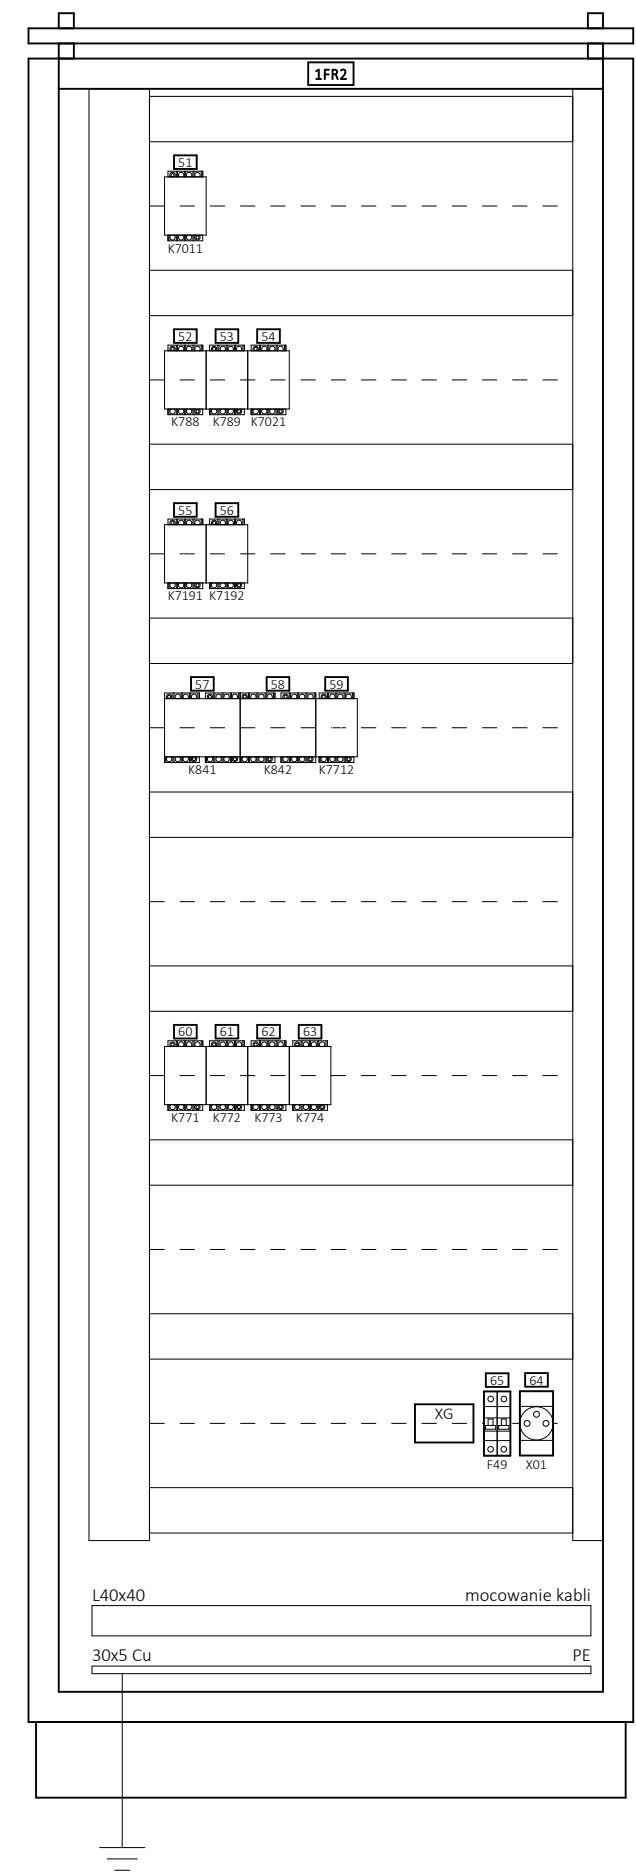 1FR2
51
K7011
52 53 54
K788 K789 K7021
55 56
K7191 K7192
57 58 59
K841 K842 K7712
60 61 62 63
K771 K772 K773 K774
65 64
XG
F49 X01
L40x40 mocowanie kabli
30x5 Cu PE